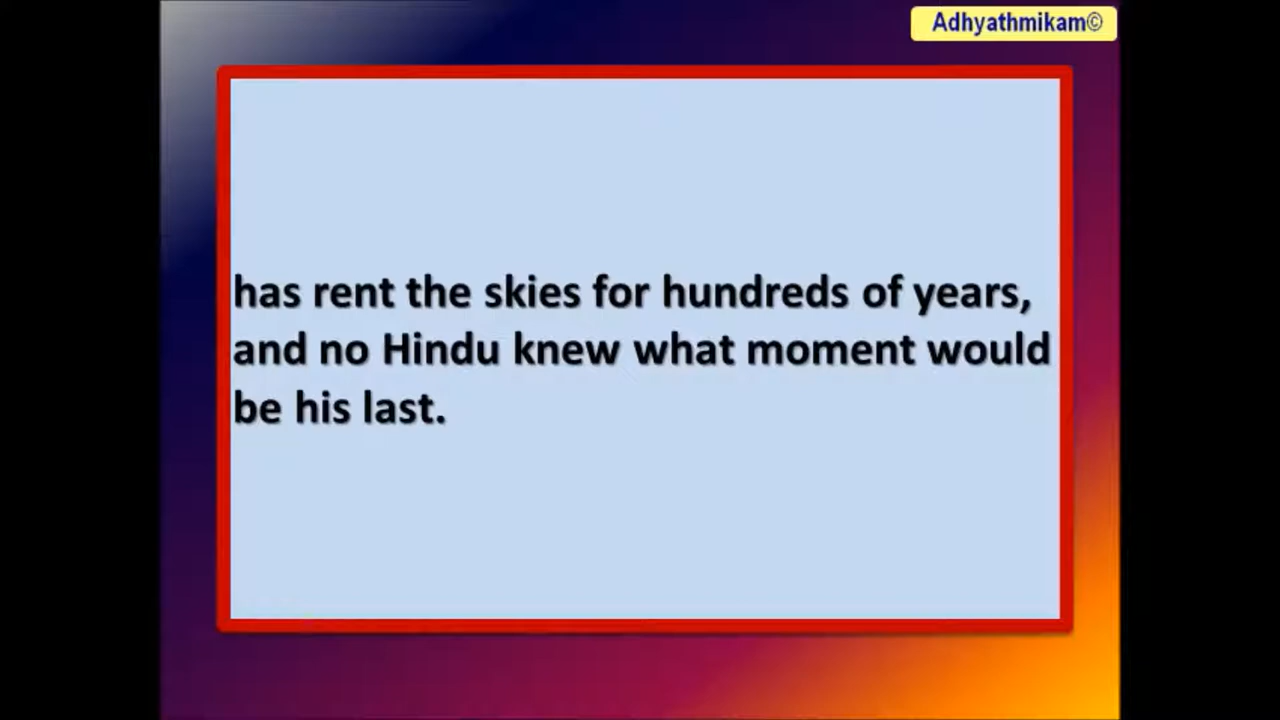 Adhyathmikam©
has rent the skies for hundreds of years,
and no Hindu knew what moment would
be his last.